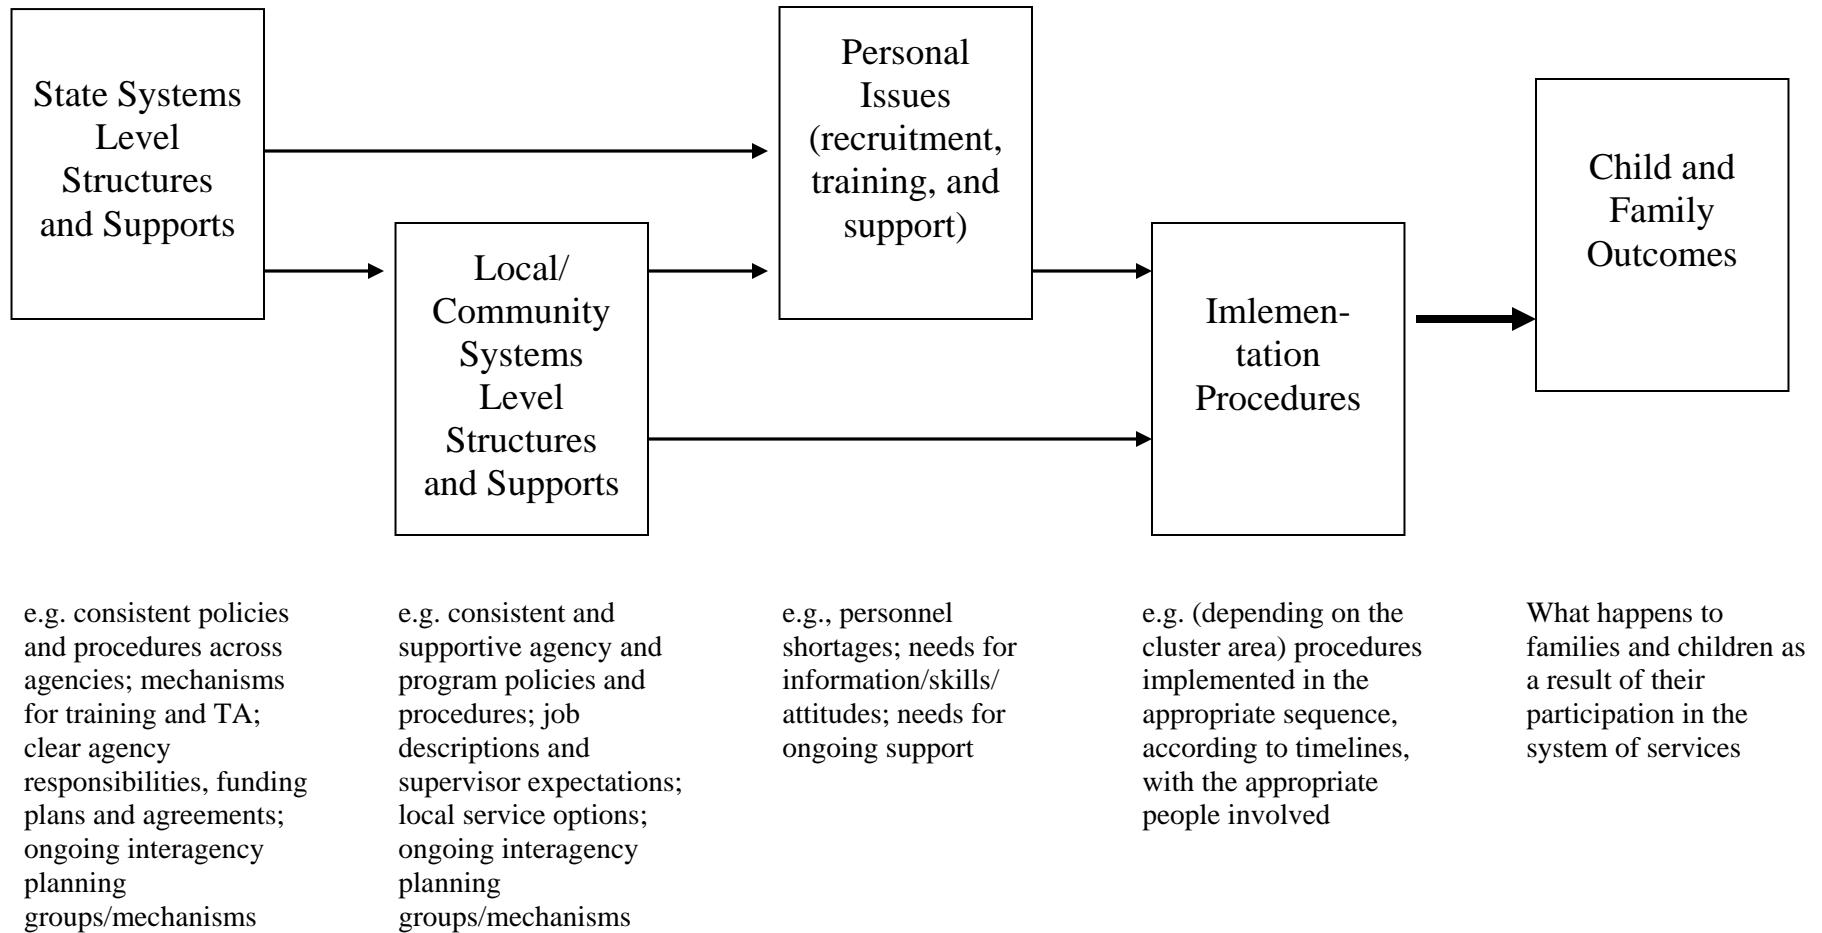 State Systems
Level
Structures
and Supports
Local/
Community
Systems
Level
Structures
and Supports
Personal
Issues
(recruitment,
training, and
support)
Imlemen-
tation
Procedures
Child and
Family
Outcomes
e.g. consistent policies
and procedures across
agencies; mechanisms
for training and TA;
clear agency
responsibilities, funding
plans and agreements;
ongoing interagency
planning
groups/mechanisms
e.g. consistent and
supportive agency and
program policies and
procedures; job
descriptions and
supervisor expectations;
local service options;
ongoing interagency
planning
groups/mechanisms
e.g., personnel
shortages; needs for
information/skills/
attitudes; needs for
ongoing support
e.g. (depending on the
cluster area) procedures
implemented in the
appropriate sequence,
according to timelines,
with the appropriate
people involved
What happens to
families and children as
a result of their
participation in the
system of services